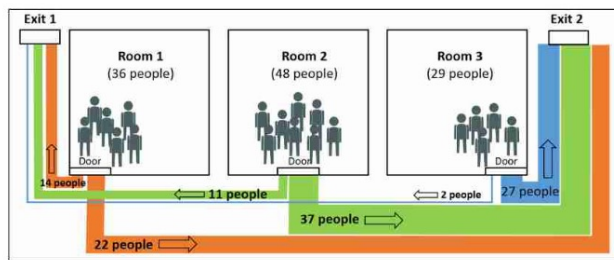 Exit 1
Exit 2
Room 1
(36 people)
Room 2
(48 people)
Room 3
(29 people)
Door
Door
Door
14 people
11 people
2 people
27 people
37 people
22 people